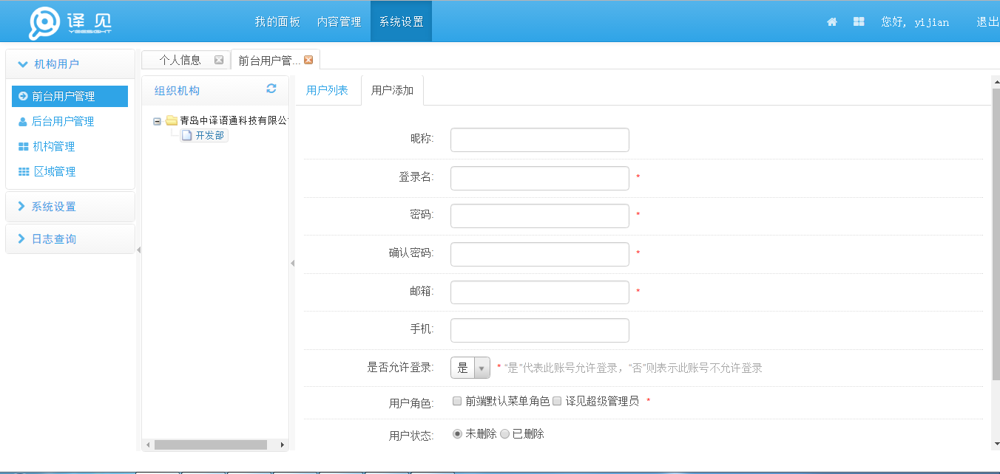 译见
YEESIGHT
我的面板 内容管理 系统设置
您好, yijian 退出
机构用户
前台用户管理
后台用户管理
机构管理
区域管理
系统设置
日志查询
个人信息 前台用户管...
组织机构
青岛中译语通科技有限公
开发部
用户列表 用户添加
昵称:
登录名: *
密码: *
确认密码: *
邮箱: *
手机:
是否允许登录: 是 * “是”代表此账号允许登录，“否”则表示此账号不允许登录
用户角色: 前端默认菜单角色 译见超级管理员 *
用户状态: 未删除 已删除